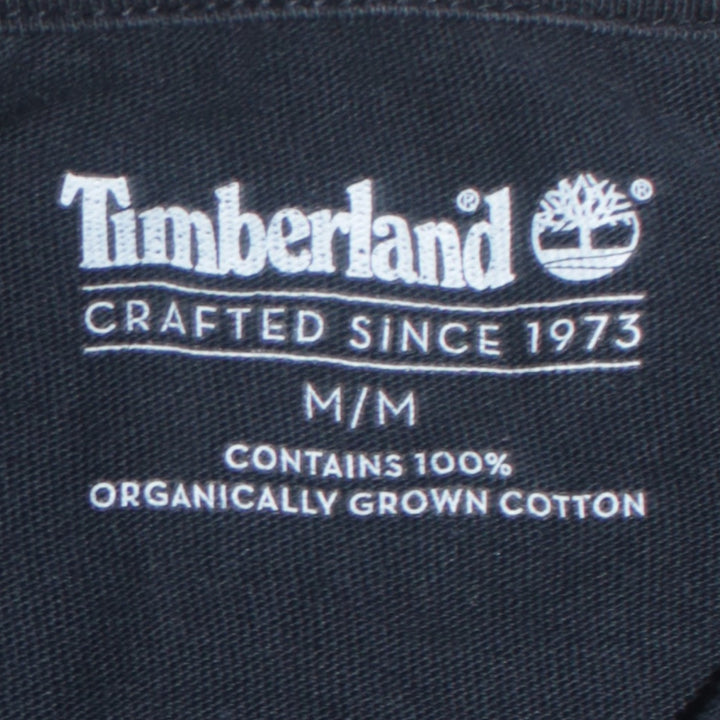 Timberland®
CRAFTED SINCE 1973
M/M
CONTAINS 100%
ORGANICALLY GROWN COTTON